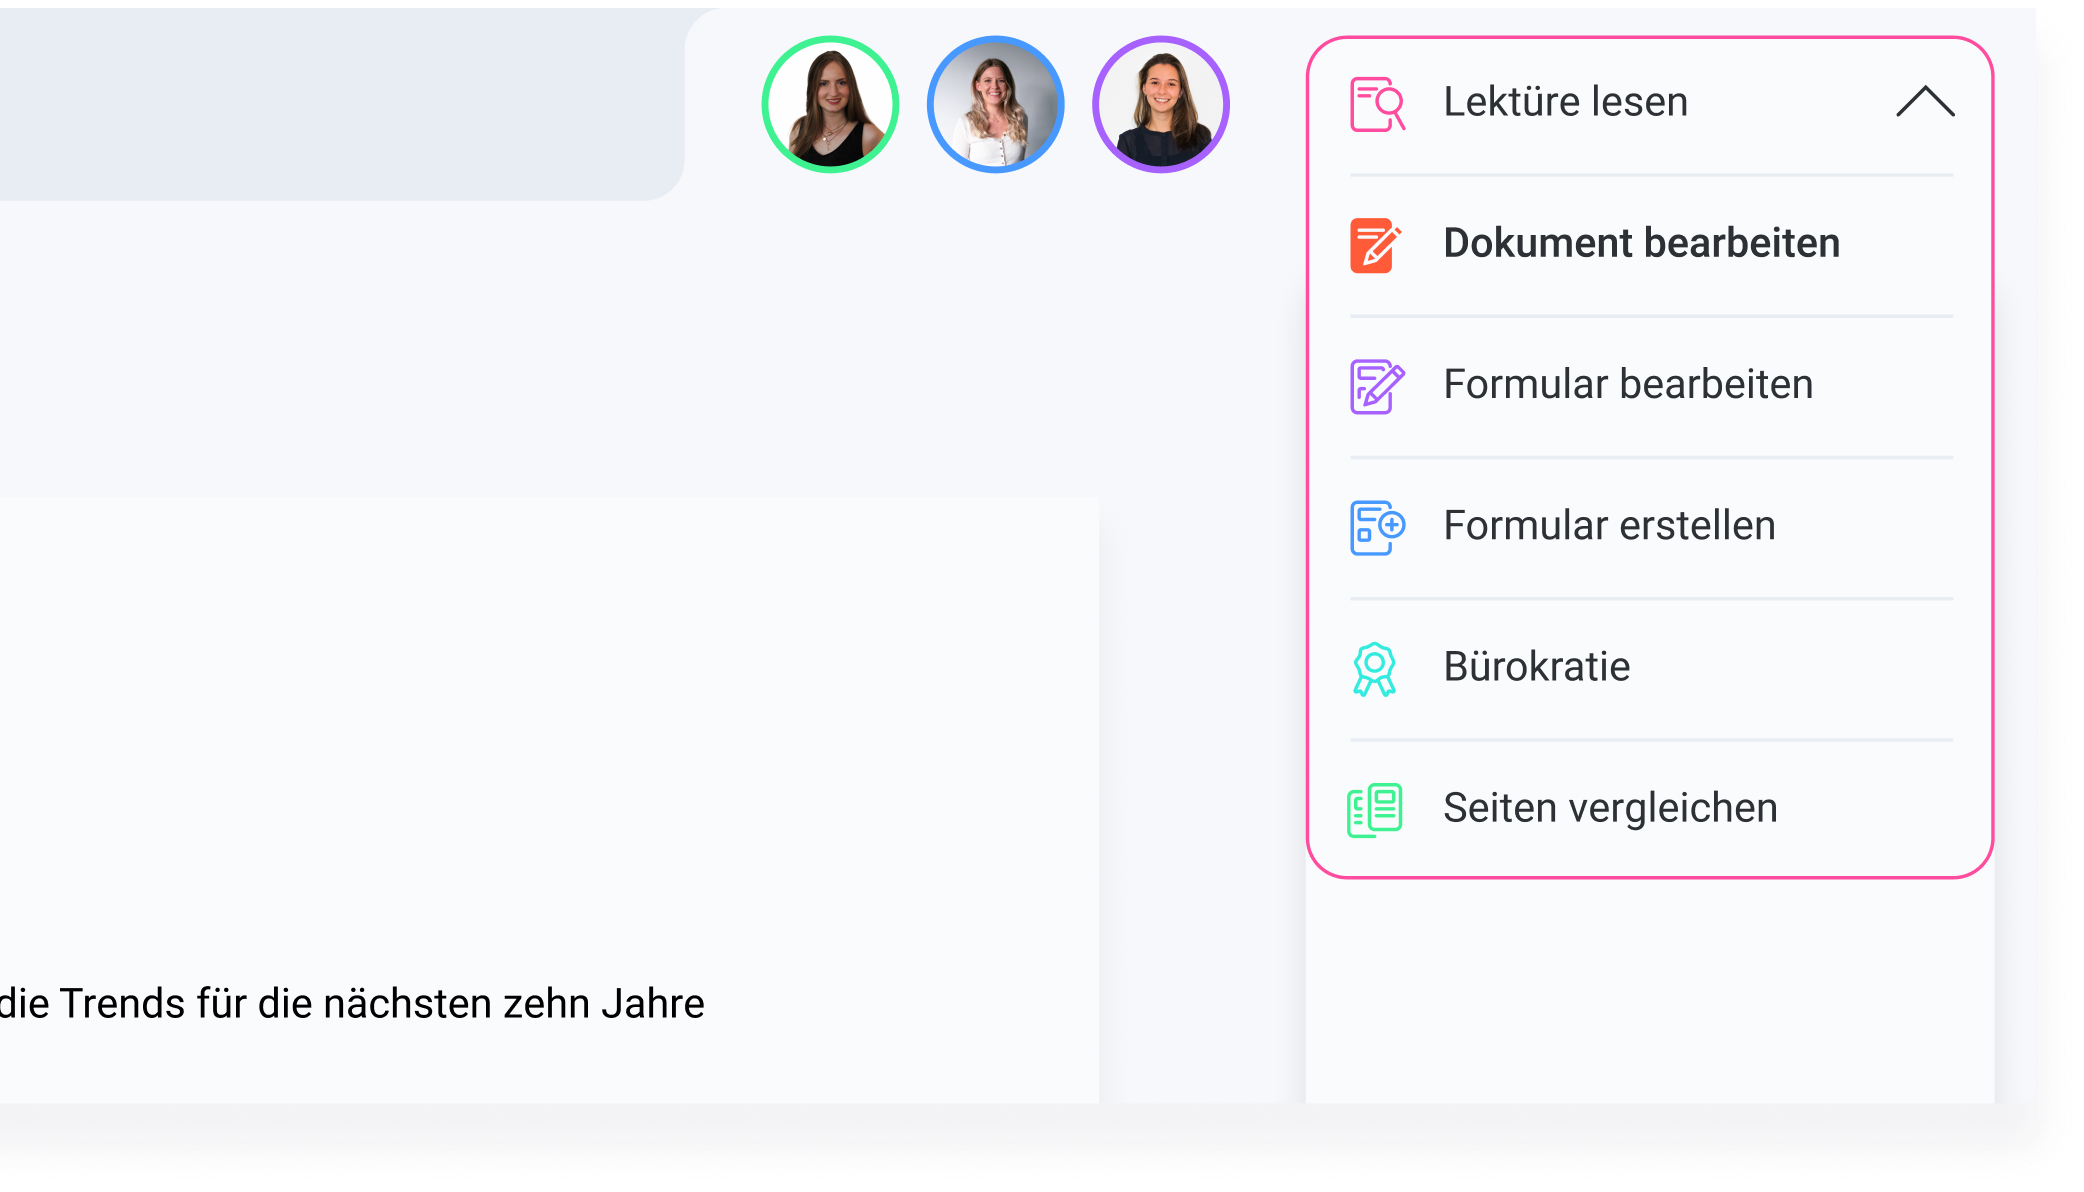 Lektüre lesen
Dokument bearbeiten
Formular bearbeiten
Formular erstellen
Bürokratie
Seiten vergleichen
die Trends für die nächsten zehn Jahre